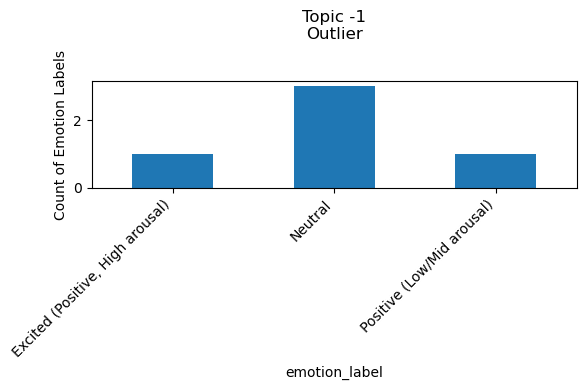 Topic -1
Outlier
Count of Emotion Labels
2
0
Excited (Positive, High arousal)
Neutral
Positive (Low/Mid arousal)
emotion_label